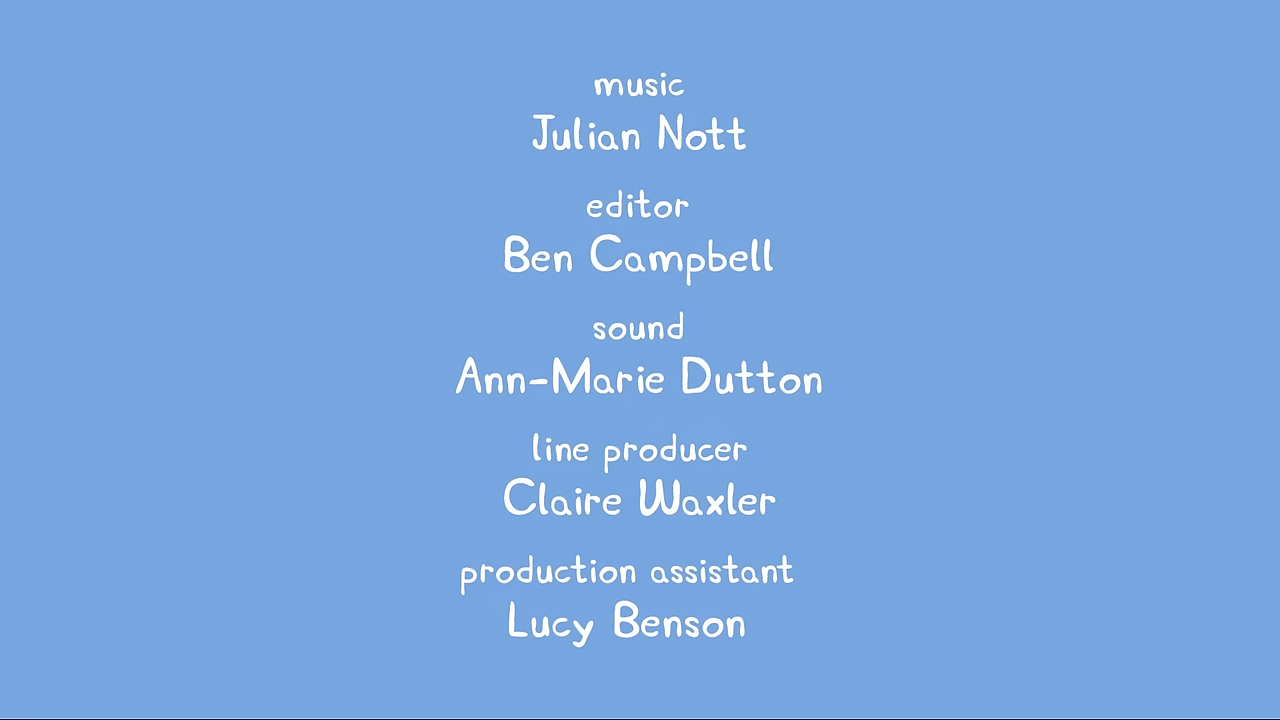 music
Julian Nott
editor
Ben Campbell
sound
Ann-Marie Dutton
line producer
Claire Waxler
production assistant
Lucy Benson